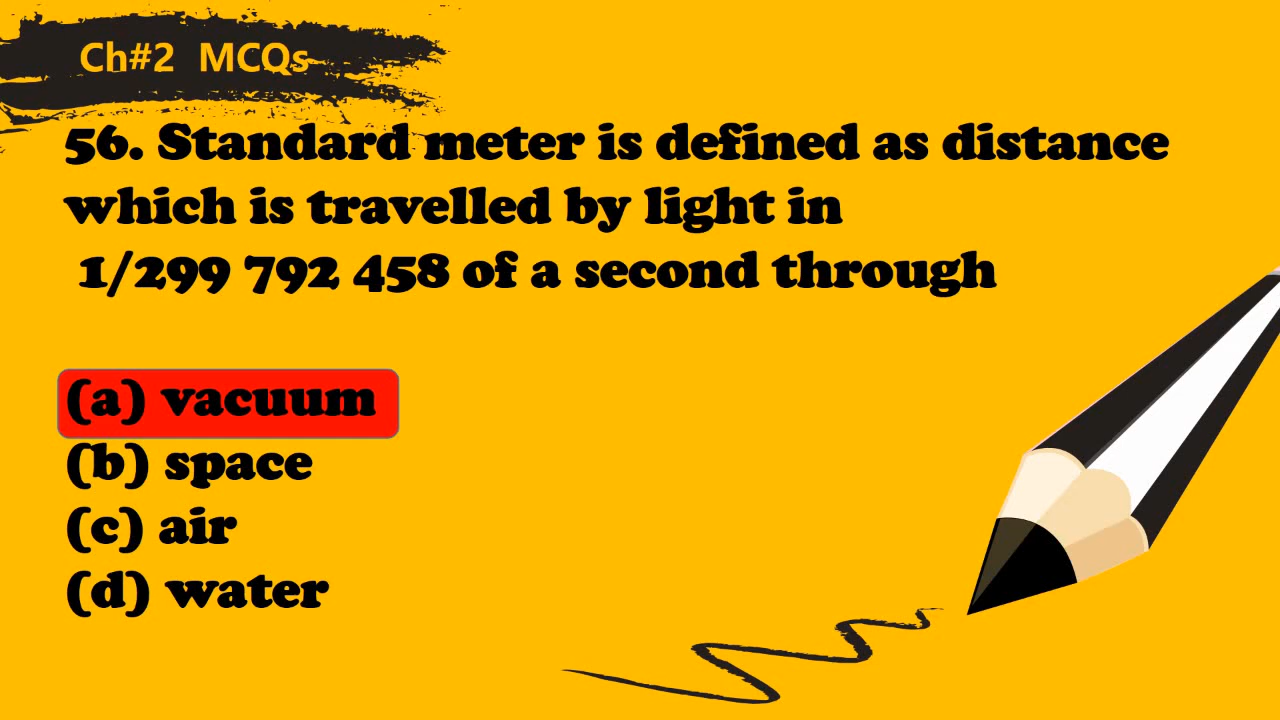 Ch#2 MCQs
56. Standard meter is defined as distance
which is travelled by light in
1/299 792 458 of a second through
(a) vacuum
(b) space
(c) air
(d) water